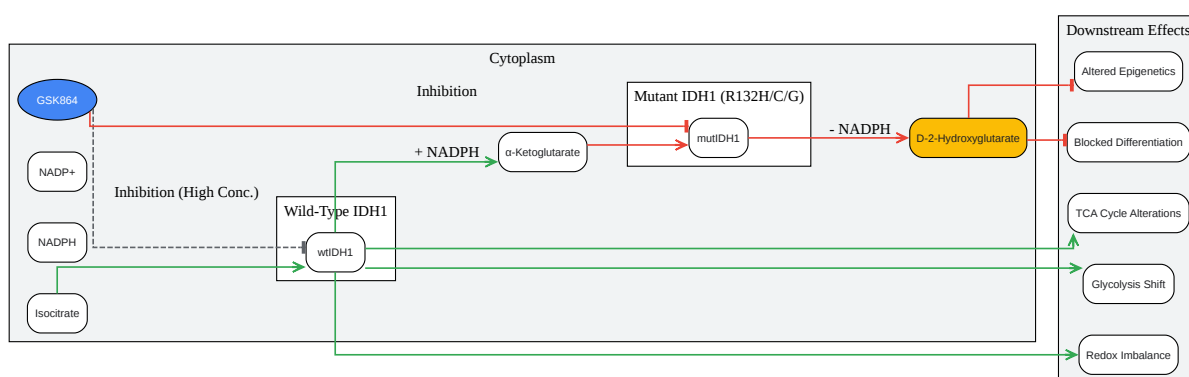 Downstream Effects
Cytoplasm
Altered Epigenetics
GSK864
Inhibition
Mutant IDH1 (R132H/C/G)
mutIDH1
- NADPH
D-2-Hydroxyglutarate
Blocked Differentiation
+ NADPH
α-Ketoglutarate
NADP+
Inhibition (High Conc.)
Wild-Type IDH1
TCA Cycle Alterations
NADPH
wtIDH1
Glycolysis Shift
Isocitrate
Redox Imbalance